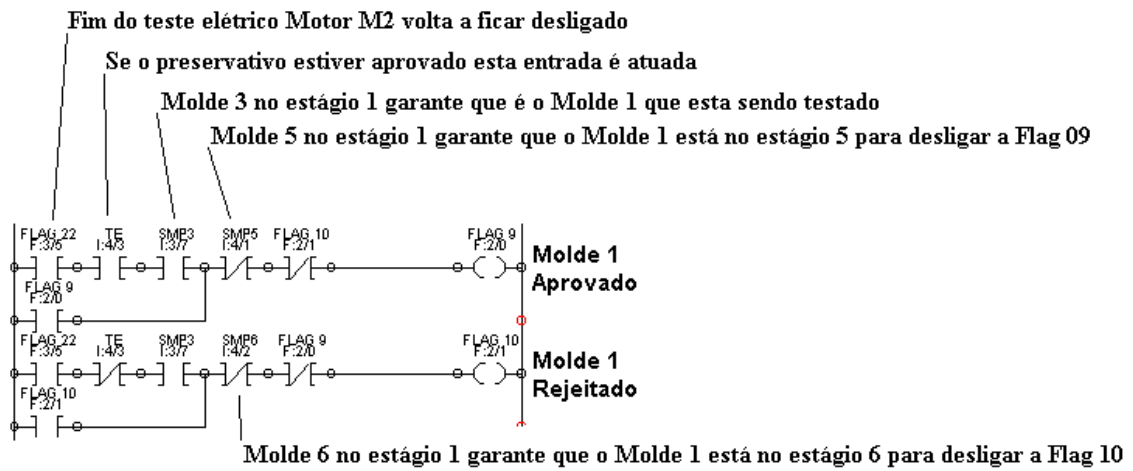 Fim do teste elétrico Motor M2 volta a ficar desligado
Se o preservativo estiver aprovado esta entrada é atuada
Molde 3 no estágio 1 garante que é o Molde 1 que esta sendo testado
Molde 5 no estágio 1 garante que o Molde 1 está no estágio 5 para desligar a Flag 09
FLAG 22 TE SMP3 SMP5 FLAG 10 FLAG 9
F:3/5 I:4/3 I:3/7 I:4/1 F:2/1 F:2/0
Molde 1
Aprovado
FLAG 9
F:2/0
FLAG 22 TE SMP3 SMP6 FLAG 9 FLAG 10
F:3/5 I:4/3 I:3/7 I:4/2 F:2/0 F:2/1
Molde 1
Rejeitado
FLAG 10
F:2/1
Molde 6 no estágio 1 garante que o Molde 1 está no estágio 6 para desligar a Flag 10